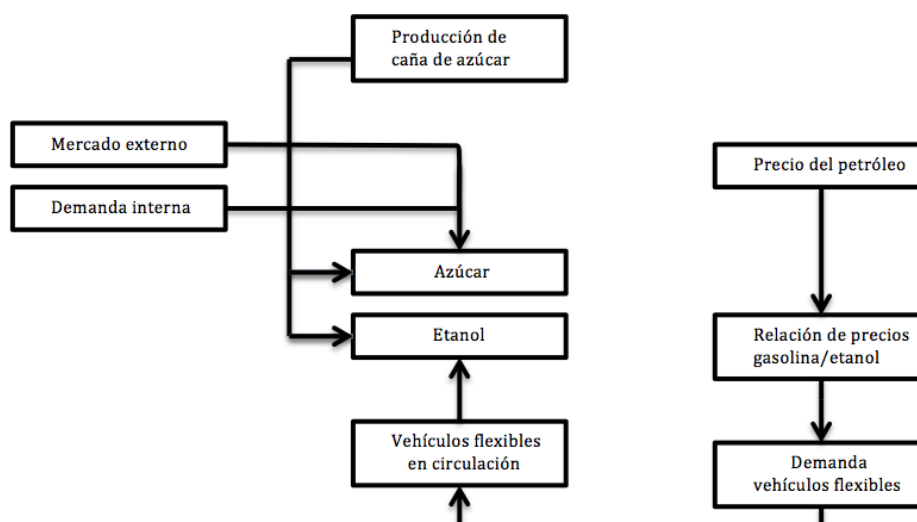 Producción de
caña de azúcar
Mercado externo
Demanda interna
Precio del petróleo
Azúcar
Etanol
Relación de precios
gasolina/etanol
Vehículos flexibles
en circulación
Demanda
vehículos flexibles